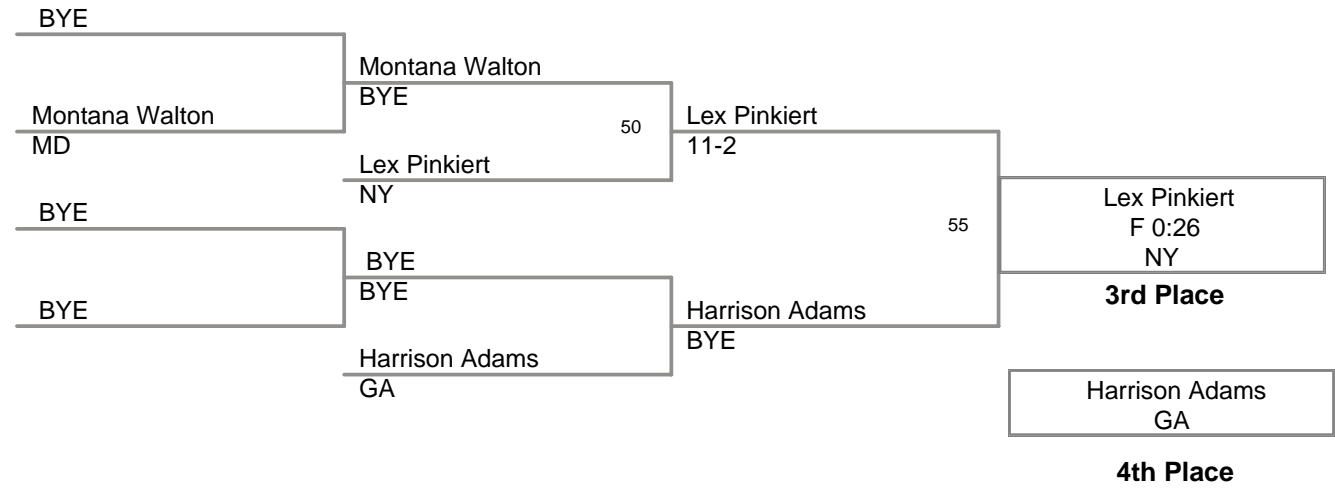 BYE
Montana Walton
MD
BYE
BYE
Montana Walton
BYE
50
Lex Pinkiert
NY
BYE
BYE
Harrison Adams
GA
Lex Pinkiert
11-2
55
Harrison Adams
BYE
Lex Pinkiert
F 0:26
NY
3rd Place
Harrison Adams
GA
4th Place